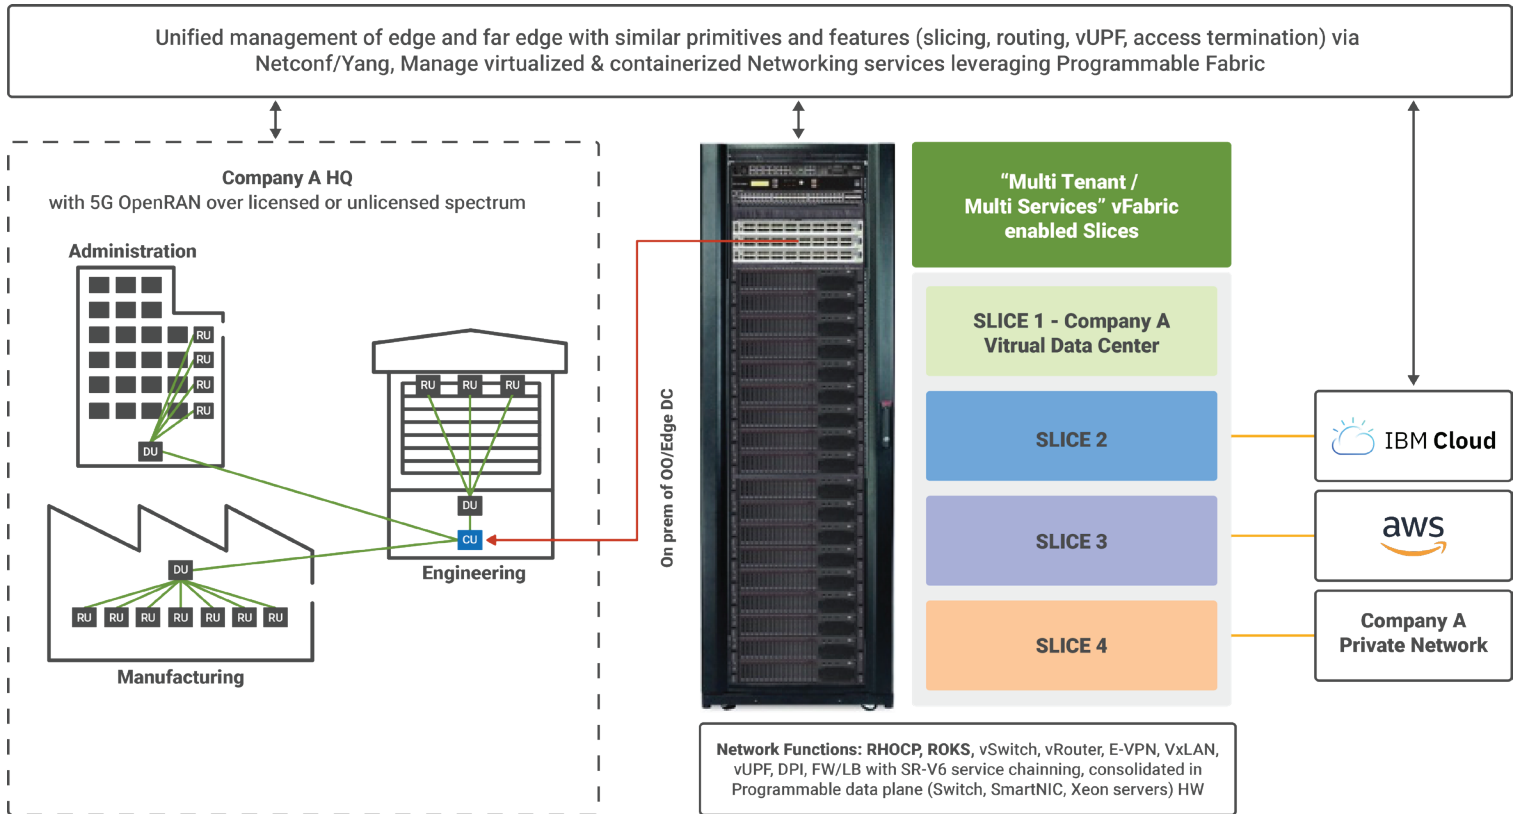 Unified management of edge and far edge with similar primitives and features (slicing, routing, vUPF, access termination) via
Netconf/Yang, Manage virtualized & containerized Networking services leveraging Programmable Fabric
Company A HQ
with 5G OpenRAN over licensed or unlicensed spectrum
Administration
RU
RU
RU
RU
DU
RU RU RU
DU
CU
Engineering
DU
RU RU RU RU RU RU RU
Manufacturing
On prem of OO/Edge DC
“Multi Tenant /
Multi Services” vFabric
enabled Slices
SLICE 1 - Company A
Vitrual Data Center
SLICE 2
SLICE 3
SLICE 4
IBM Cloud
aws
Company A
Private Network
Network Functions: RHOCP, ROKS, vSwitch, vRouter, E-VPN, VxLAN,
vUPF, DPI, FW/LB with SR-V6 service chainning, consolidated in
Programmable data plane (Switch, SmartNIC, Xeon servers) HW